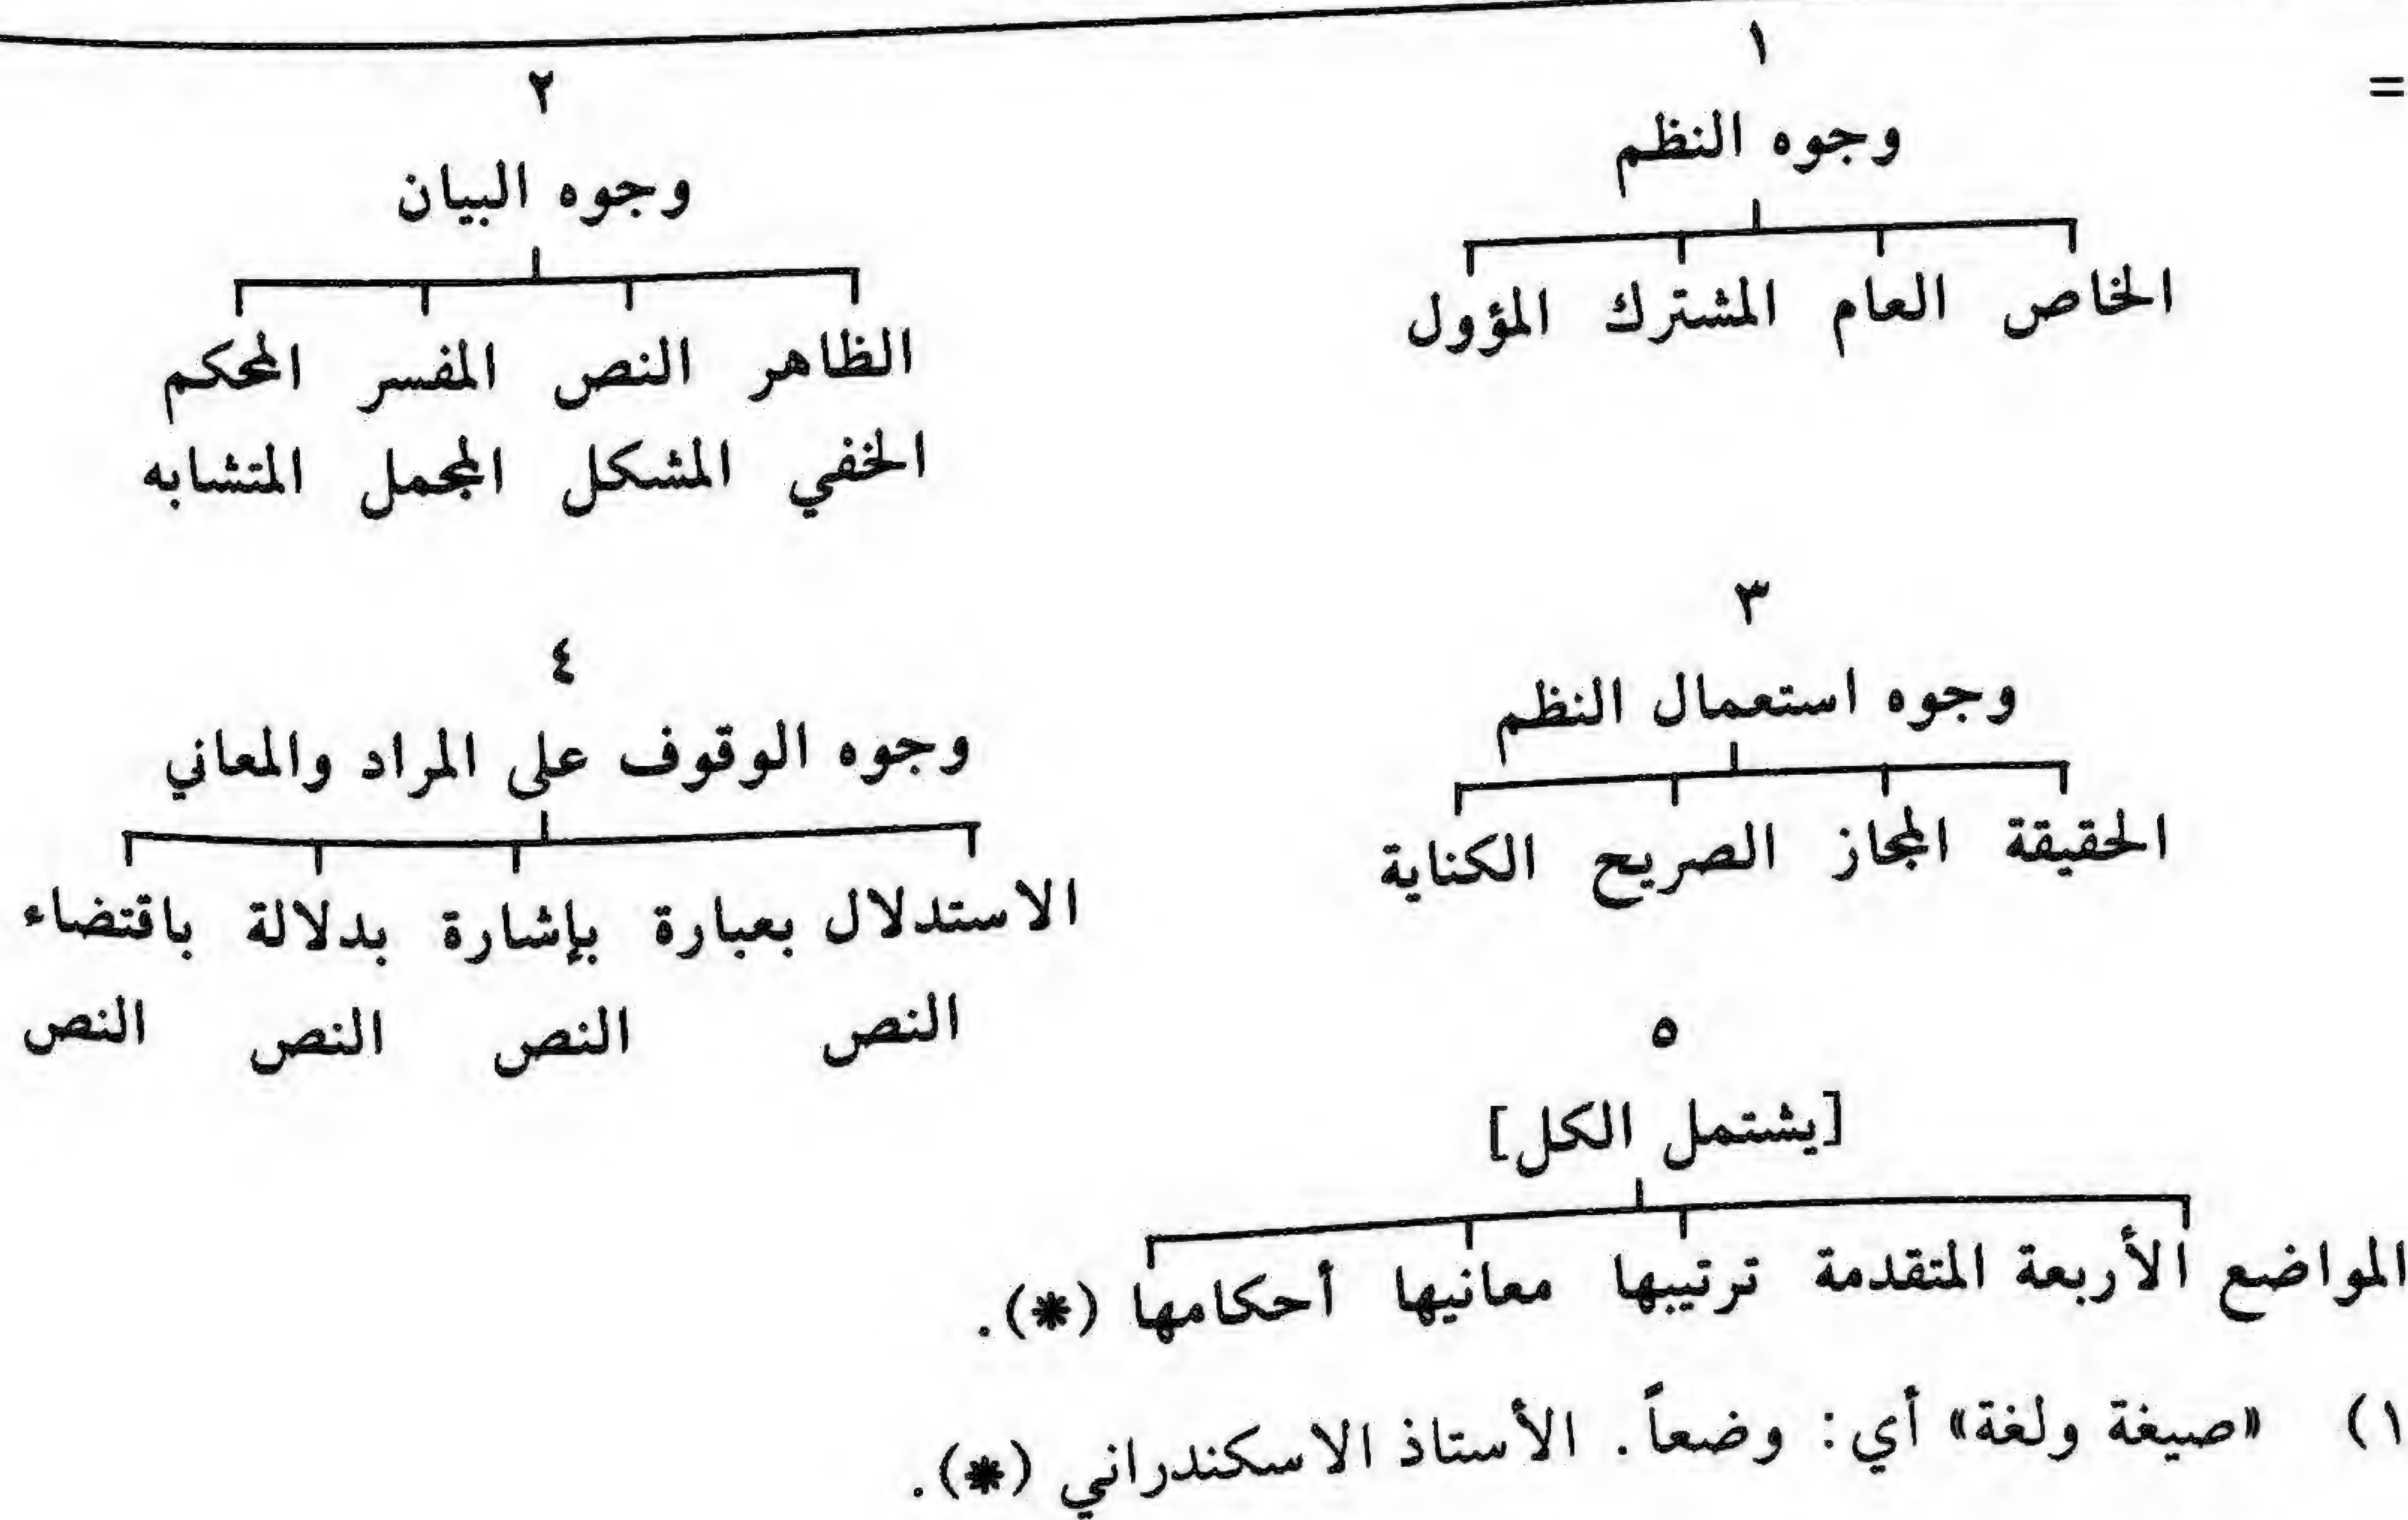 =
١
وجوه النظم
الخاص العام المشترك المؤول
٢
وجوه البيان
الظاهر النص المفسر المحكم
الخفي المشكل المجمل المتشابه
٣
وجوه استعمال النظم
الحقيقة المجاز الصريح الكناية
٤
وجوه الوقوف على المراد والمعاني
الاستدلال بعبارة بإشارة بدلالة باقتضاء
النص النص النص النص
٥
[يشتمل الكل]
المواضع الأربعة المتقدمة ترتيبها معانيها أحكامها (*).
١) «صيغة ولغة» أي: وضعاً. الأستاذ الاسكندراني (*).